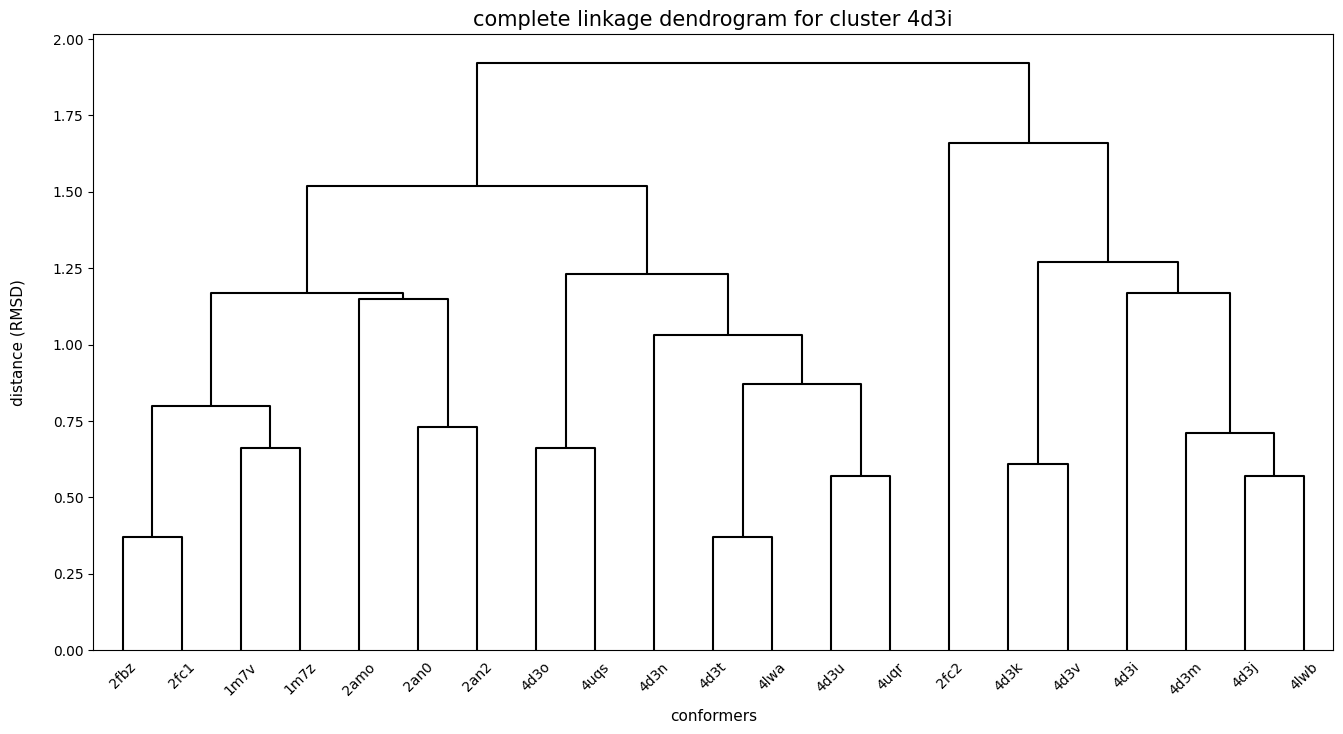 complete linkage dendrogram for cluster 4d3i
2.00
1.75
1.50
1.25
1.00
0.75
0.50
0.25
0.00
distance (RMSD)
2fbz 2fc1 1m7v 1m7z 2amo 2an0 2an2 4d3o 4uqs 4d3n 4d3t 4lwa 4d3u 4uqr 2fc2 4d3k 4d3v 4d3i 4d3m 4d3j 4lwb
conformers